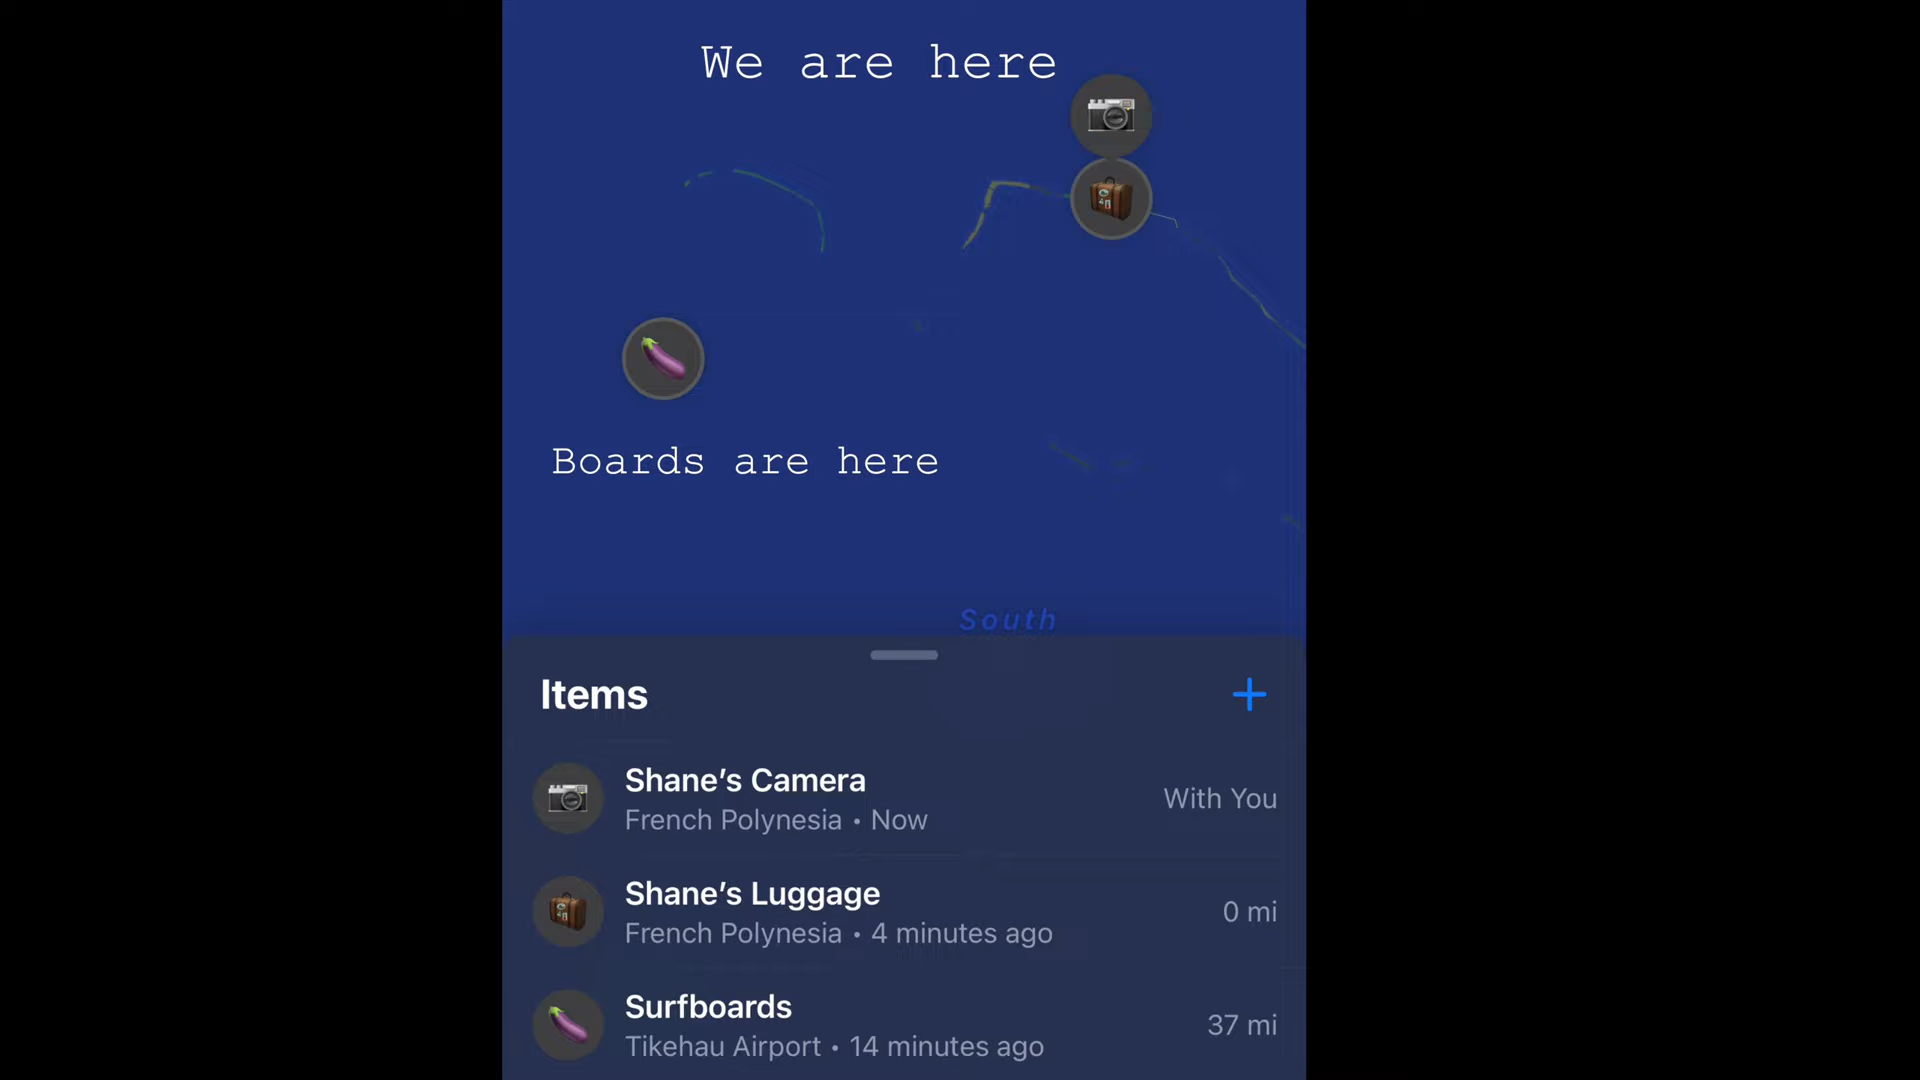 We are here
Boards are here
South
Items
Shane’s Camera
French Polynesia • Now
With You
Shane’s Luggage
French Polynesia • 4 minutes ago
0 mi
Surfboards
Tikehau Airport • 14 minutes ago
37 mi